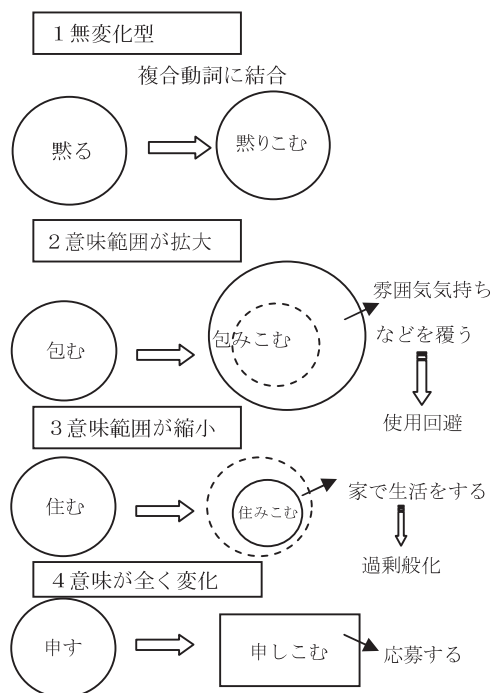 1無変化型
複合動詞に結合
黙る
黙りこむ
2意味範囲が拡大
雰囲気気持ち
などを覆う
包む
包みこむ
使用回避
3意味範囲が縮小
住む
住みこむ
家で生活をする
過剰般化
4意味が全く変化
申す
申しこむ
応募する